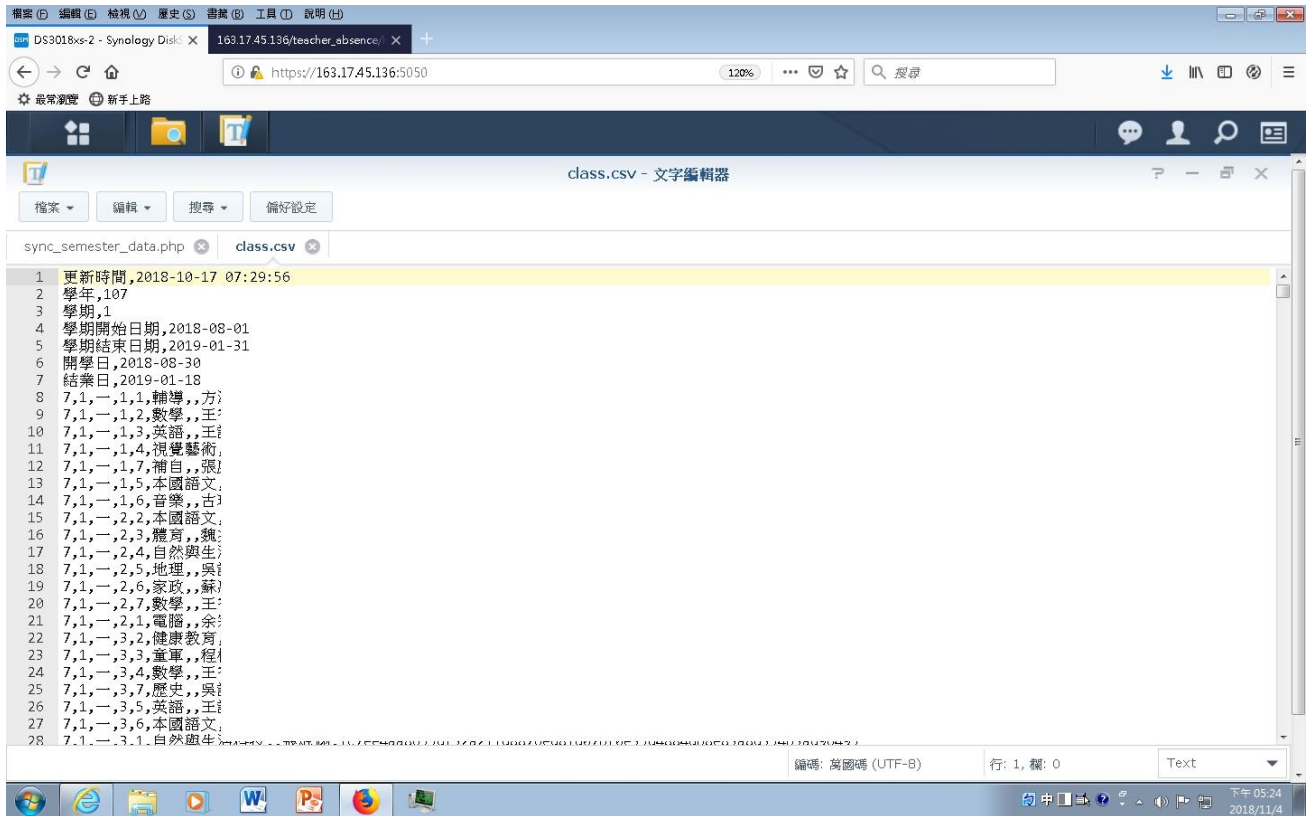 檔案(F) 編輯(E) 檢視(V) 歷史(S) 書籤(B) 工具(T) 說明(H)
DS3018xs-2 - Synology Disk 163.17.45.136/teacher_absence/
https://163.17.45.136:5050 120% 搜尋
最常瀏覽 新手上路
class.csv - 文字編輯器
檔案 編輯 搜尋 偏好設定
sync_semester_data.php class.csv
1 更新時間,2018-10-17 07:29:56
2 學年,107
3 學期,1
4 學期開始日期,2018-08-01
5 學期結束日期,2019-01-31
6 開學日,2018-08-30
7 結業日,2019-01-18
8 7,1,一,1,1,輔導,,方
9 7,1,一,1,2,數學,,王
10 7,1,一,1,3,英語,,王
11 7,1,一,1,4,視覺藝術,
12 7,1,一,1,7,補自,,張
13 7,1,一,1,5,本國語文,
14 7,1,一,1,6,音樂,,古
15 7,1,一,2,2,本國語文,
16 7,1,一,2,3,體育,,魏
17 7,1,一,2,4,自然與生
18 7,1,一,2,5,地理,,吳
19 7,1,一,2,6,家政,,蘇
20 7,1,一,2,7,數學,,王
21 7,1,一,2,1,電腦,,余
22 7,1,一,3,2,健康教育,
23 7,1,一,3,3,童軍,,程
24 7,1,一,3,4,數學,,王
25 7,1,一,3,7,歷史,,吳
26 7,1,一,3,5,英語,,王
27 7,1,一,3,6,本國語文,
28 7,1,一,3,1,自然與生
編碼: 萬國碼 (UTF-8) 行: 1, 欄: 0 Text
中 下午 05:24
2018/11/4